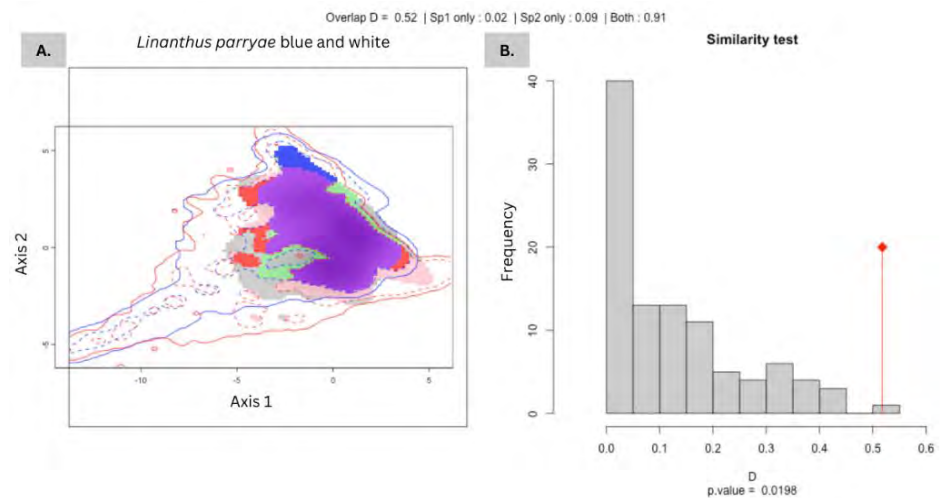 Overlap D = 0.52 | Sp1 only : 0.02 | Sp2 only : 0.09 | Both : 0.91
A.
Linanthus parryae blue and white
B.
Similarity test
Axis 2
5
0
-5
-10
-5
0
5
Axis 1
Frequency
40
30
20
10
0
0.0
0.1
0.2
0.3
0.4
0.5
0.6
D
p.value = 0.0198